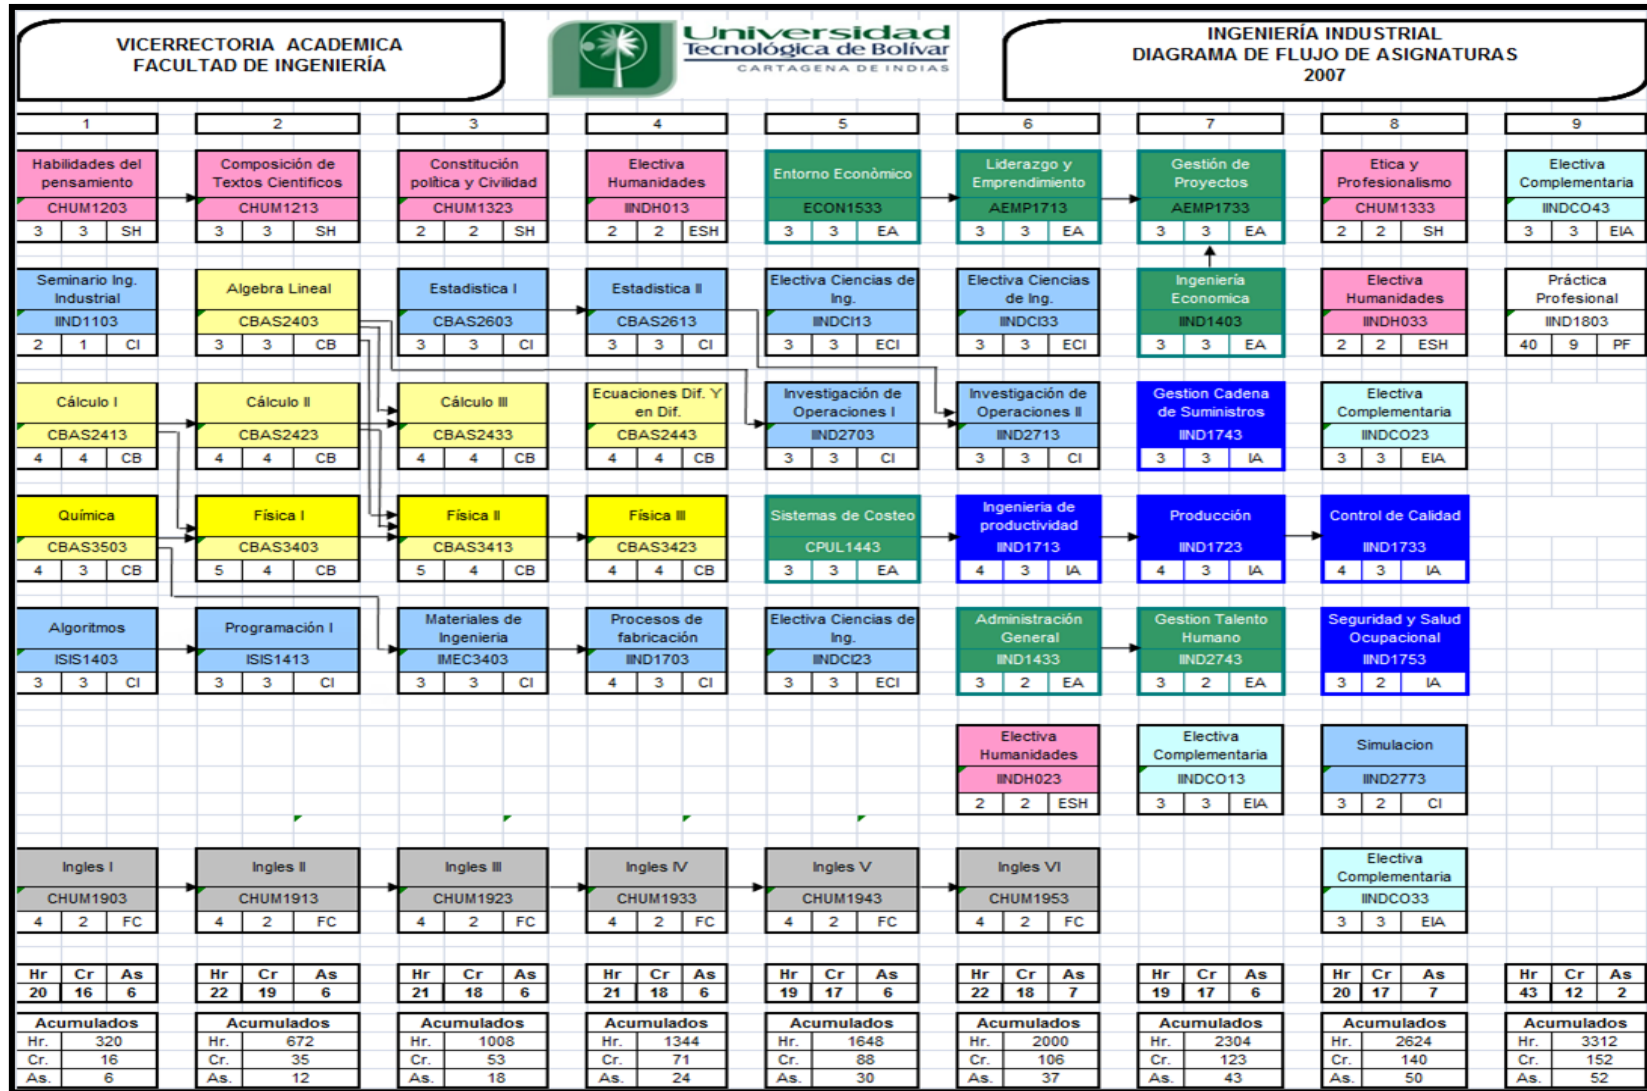 VICERRECTORIA ACADEMICA
FACULTAD DE INGENIERÍA
Universidad
Tecnológica de Bolívar
CARTAGENA DE INDIAS
INGENIERÍA INDUSTRIAL
DIAGRAMA DE FLUJO DE ASIGNATURAS
2007
1 2 3 4 5 6 7 8 9
Habilidades del
pensamiento
CHUM1203
3 3 SH
Composición de
Textos Cientificos
CHUM1213
3 3 SH
Constitución
política y Civilidad
CHUM1323
2 2 SH
Electiva
Humanidades
IINDH013
2 2 ESH
Entorno Econòmico
ECON1533
3 3 EA
Liderazgo y
Emprendimiento
AEMP1713
3 3 EA
Gestión de
Proyectos
AEMP1733
3 3 EA
Etica y
Profesionalismo
CHUM1333
2 2 SH
Electiva
Complementaria
IINDCO43
3 3 EIA
Seminario Ing.
Industrial
IIND1103
2 1 CI
Algebra Lineal
CBAS2403
3 3 CB
Estadistica I
CBAS2603
3 3 CI
Estadistica II
CBAS2613
3 3 CI
Electiva Ciencias de
Ing.
IINDCI13
3 3 ECI
Electiva Ciencias
de Ing.
IINDCI33
3 3 ECI
Ingeniería
Economica
IIND1403
3 3 EA
Electiva
Humanidades
IINDH033
2 2 ESH
Práctica
Profesional
IIND1803
40 9 PF
Cálculo I
CBAS2413
4 4 CB
Cálculo II
CBAS2423
4 4 CB
Cálculo III
CBAS2433
4 4 CB
Ecuaciones Dif. Y
en Dif.
CBAS2443
4 4 CB
Investigación de
Operaciones I
IIND2703
3 3 CI
Investigación de
Operaciones II
IIND2713
3 3 CI
Gestion Cadena
de Suministros
IIND1743
3 3 IA
Electiva
Complementaria
IINDCO23
3 3 EIA
Química
CBAS3503
4 3 CB
Física I
CBAS3403
5 4 CB
Física II
CBAS3413
5 4 CB
Física III
CBAS3423
4 4 CB
Sistemas de Costeo
CPUL1443
3 3 EA
Ingenieria de
productividad
IIND1713
4 3 IA
Producción
IIND1723
4 3 IA
Control de Calidad
IIND1733
4 3 IA
Algoritmos
ISIS1403
3 3 CI
Programación I
ISIS1413
3 3 CI
Materiales de
Ingenieria
IMEC3403
3 3 CI
Procesos de
fabricación
IIND1703
4 3 CI
Electiva Ciencias de
Ing.
IINDCI23
3 3 ECI
Administración
General
IIND1433
3 2 EA
Gestion Talento
Humano
IIND2743
3 2 EA
Seguridad y Salud
Ocupacional
IIND1753
3 2 IA
Electiva
Humanidades
IINDH023
2 2 ESH
Electiva
Complementaria
IINDCO13
3 3 EIA
Simulacion
IIND2773
3 2 CI
Ingles I
CHUM1903
4 2 FC
Ingles II
CHUM1913
4 2 FC
Ingles III
CHUM1923
4 2 FC
Ingles IV
CHUM1933
4 2 FC
Ingles V
CHUM1943
4 2 FC
Ingles VI
CHUM1953
4 2 FC
Electiva
Complementaria
IINDCO33
3 3 EIA
Hr Cr As Hr Cr As Hr Cr As Hr Cr As Hr Cr As Hr Cr As Hr Cr As Hr Cr As Hr Cr As
20 16 6 22 19 6 21 18 6 21 18 6 19 17 6 22 18 7 19 17 6 20 17 7 43 12 2
Acumulados Acumulados Acumulados Acumulados Acumulados Acumulados Acumulados Acumulados Acumulados
Hr. 320 Hr. 672 Hr. 1008 Hr. 1344 Hr. 1648 Hr. 2000 Hr. 2304 Hr. 2624 Hr. 3312
Cr. 16 Cr. 35 Cr. 53 Cr. 71 Cr. 88 Cr. 106 Cr. 123 Cr. 140 Cr. 152
As. 6 As. 12 As. 18 As. 24 As. 30 As. 37 As. 43 As. 50 As. 52